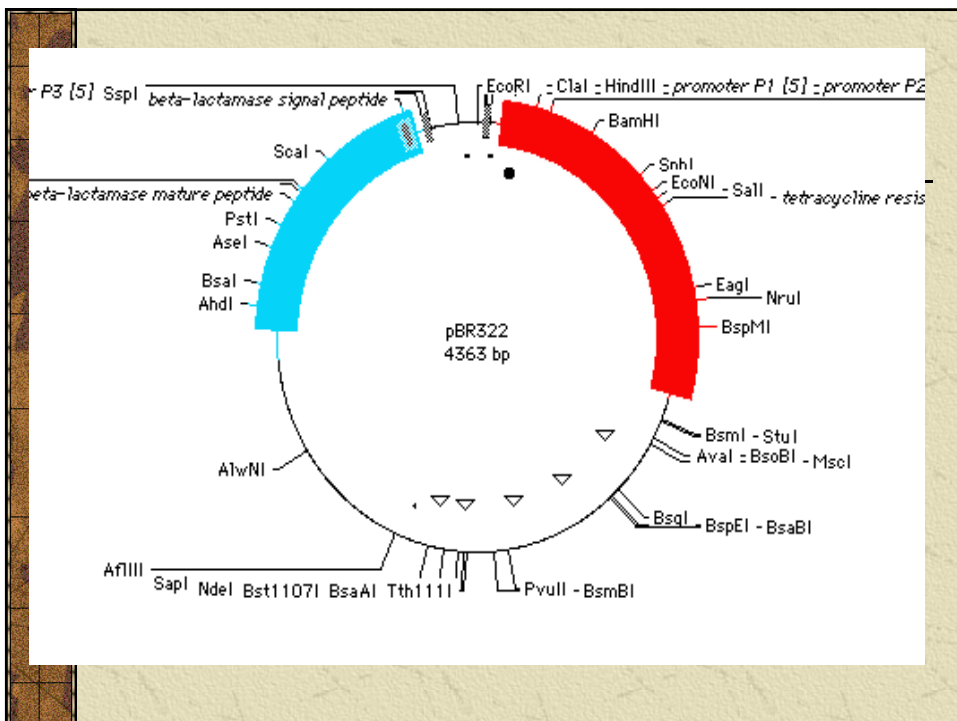 r P3 [5] SspI
beta-lactamase signal peptide
EcoRI
ClaI - HindIII - promoter P1 [5] - promoter P2
BamHI
ScaI
SnhI
EcoNI
SalI - tetracycline resis
beta-lactamase mature peptide
PstI
AseI
BsaI
AhdI
EagI
NruI
BspMI
pBR322
4363 bp
BsmI - StuI
AvaI - BsoBI - MscI
AlwNI
BsgI
BspEI - BsaBI
AflIII
SapI
NdeI
Bst1107I
BsaAI
Tth111I
PvuII - BsmBI